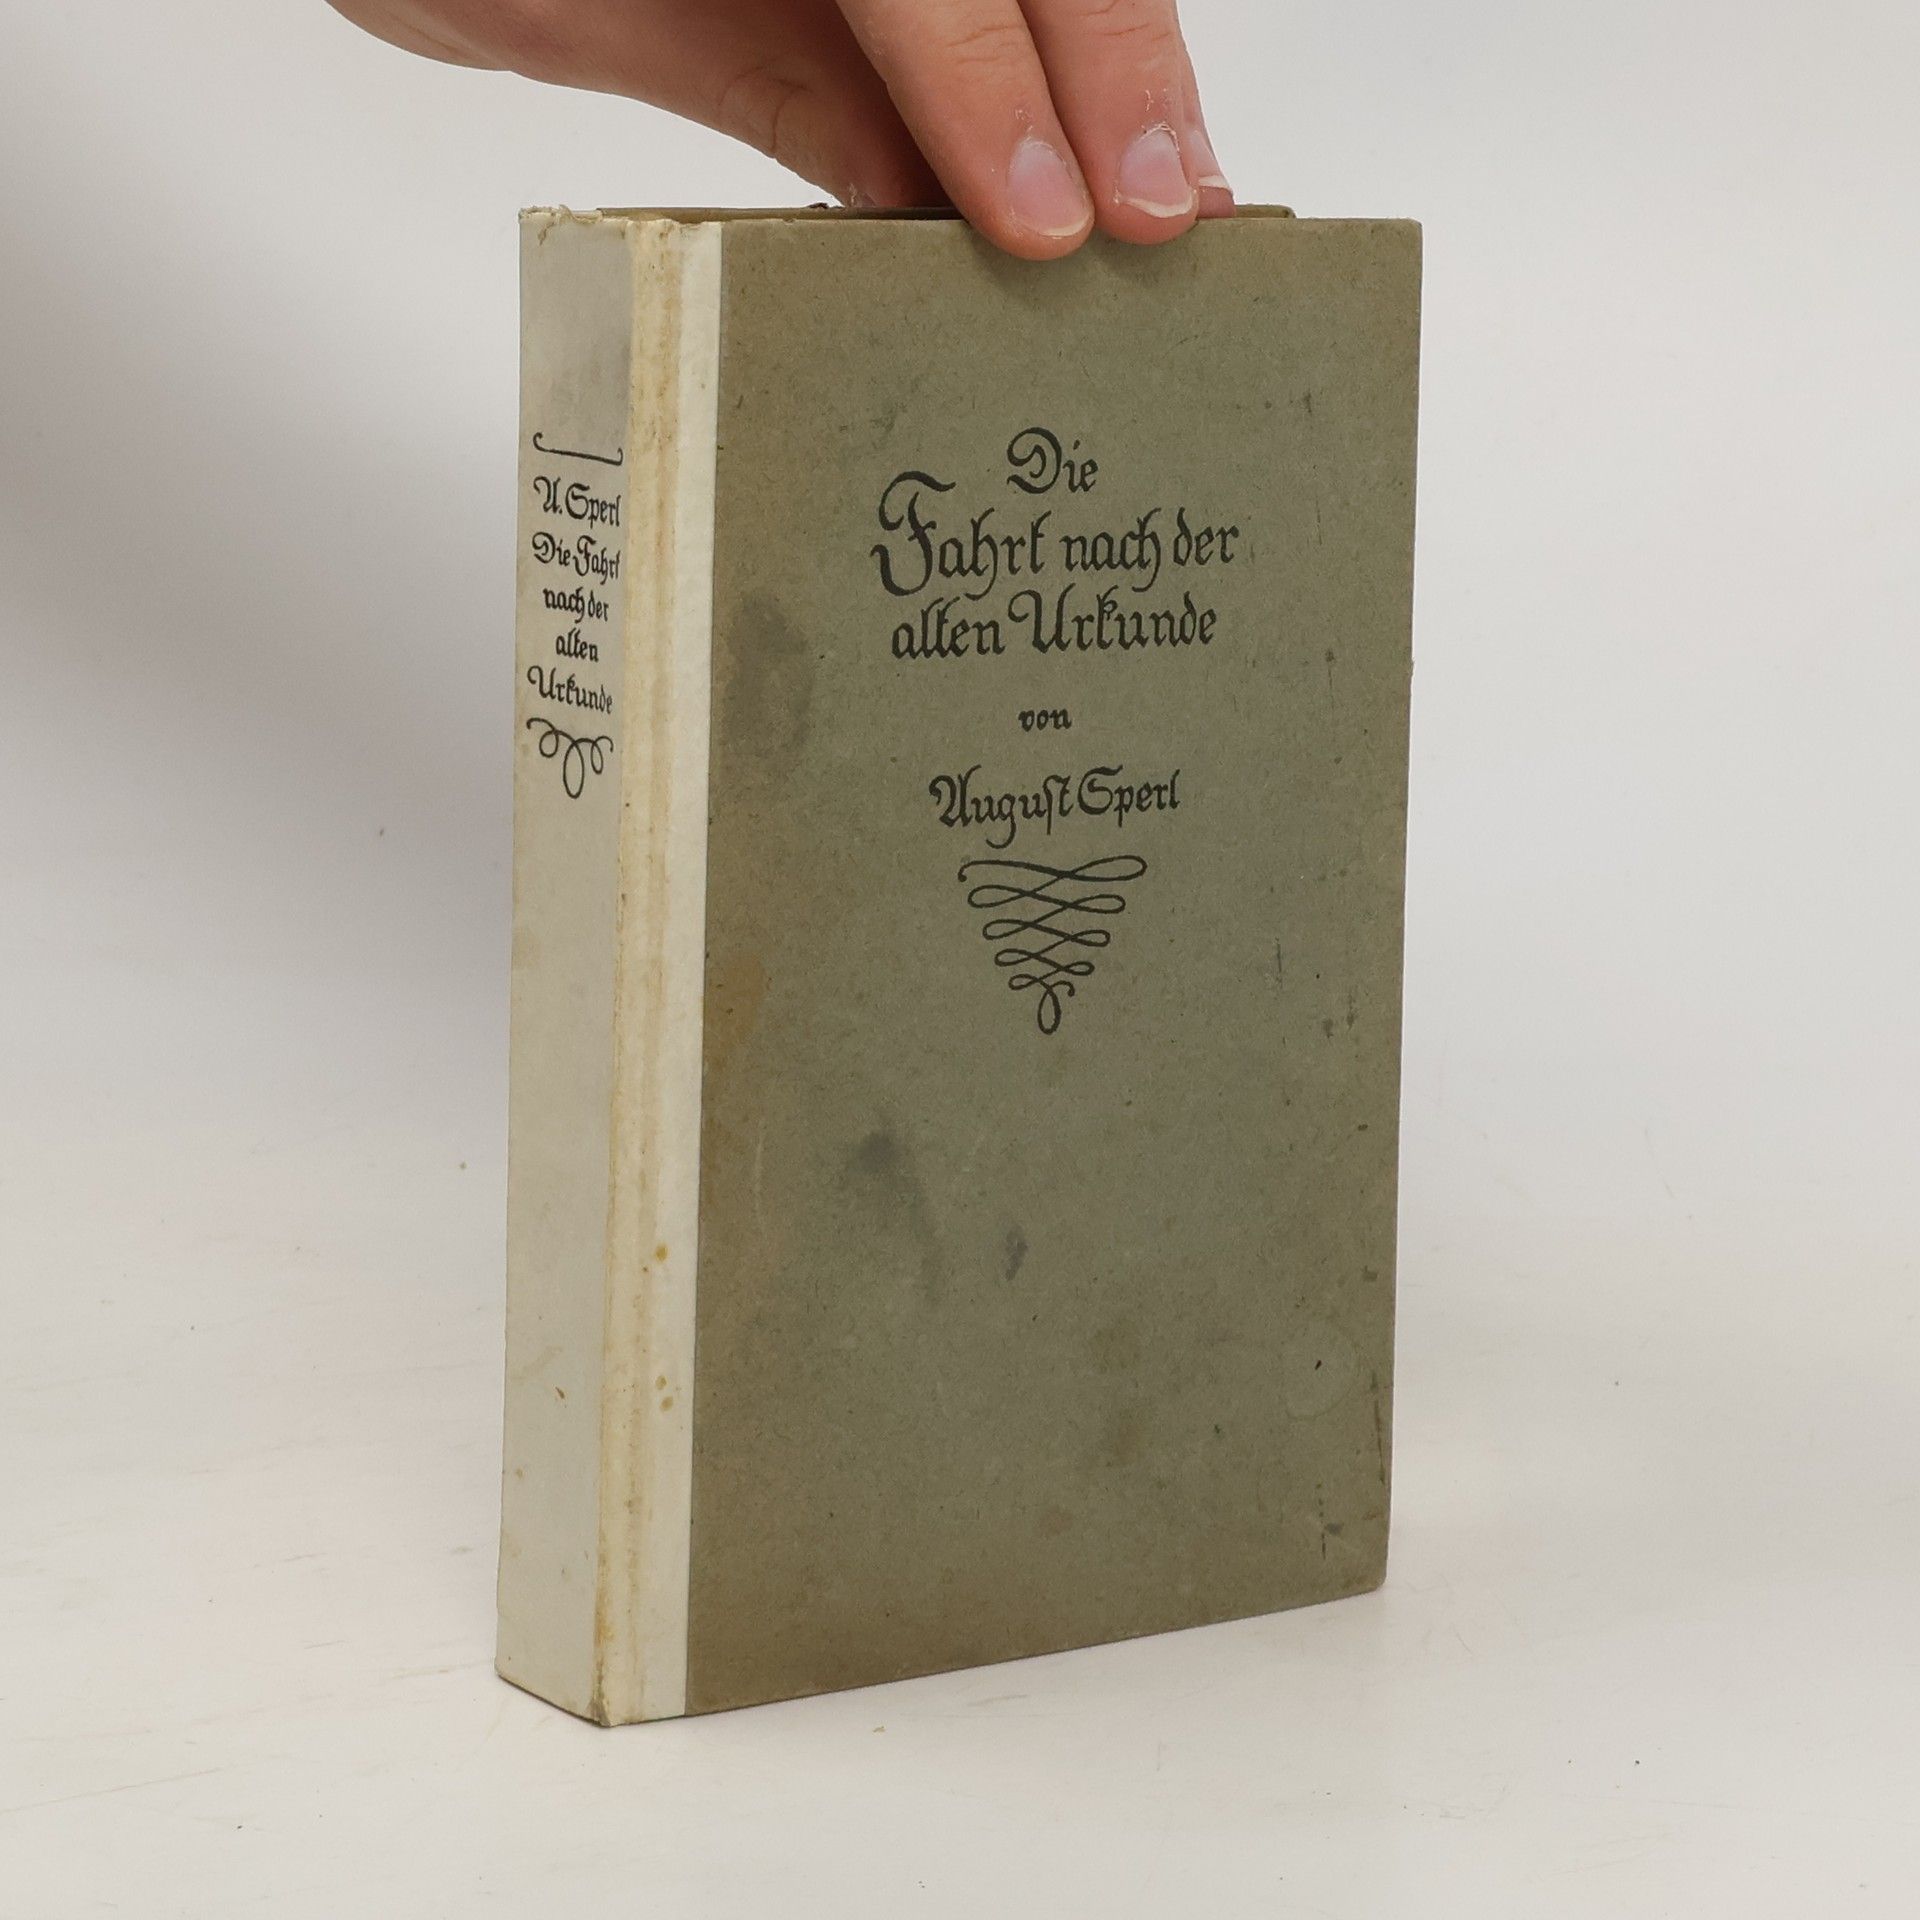 A. Sperl
Die Fahrt
nach der
alten
Urkunde
Die
Fahrt nach der
alten Urkunde
von
August Sperl